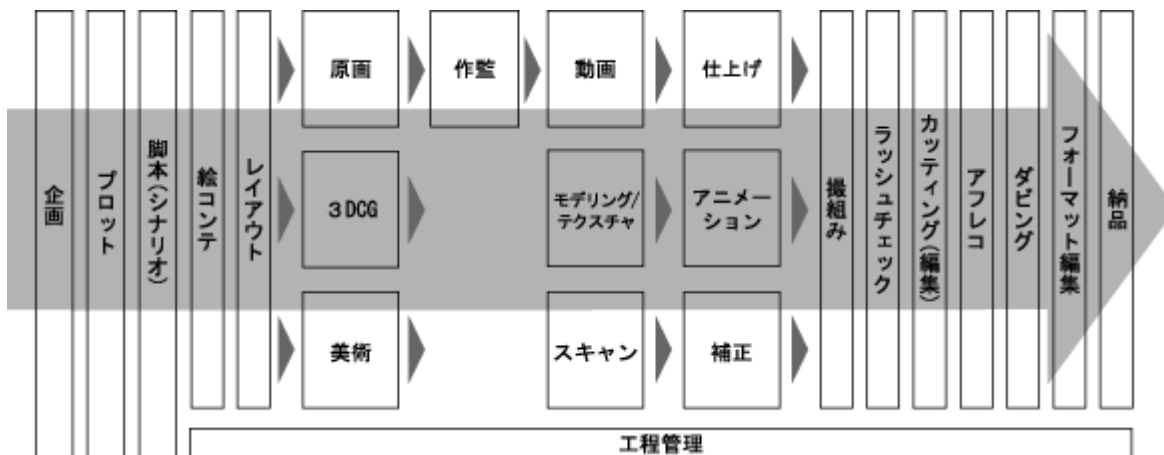 企画
プロット
脚本(シナリオ)
絵コンテ
レイアウト
原画
作監
動画
仕上げ
3DCG
モデリング/
テクスチャ
アニメー
ション
美術
スキャン
補正
撮組み
ラッシュチェック
カッティング(編集)
アフレコ
ダビング
フォーマット編集
納品
工程管理